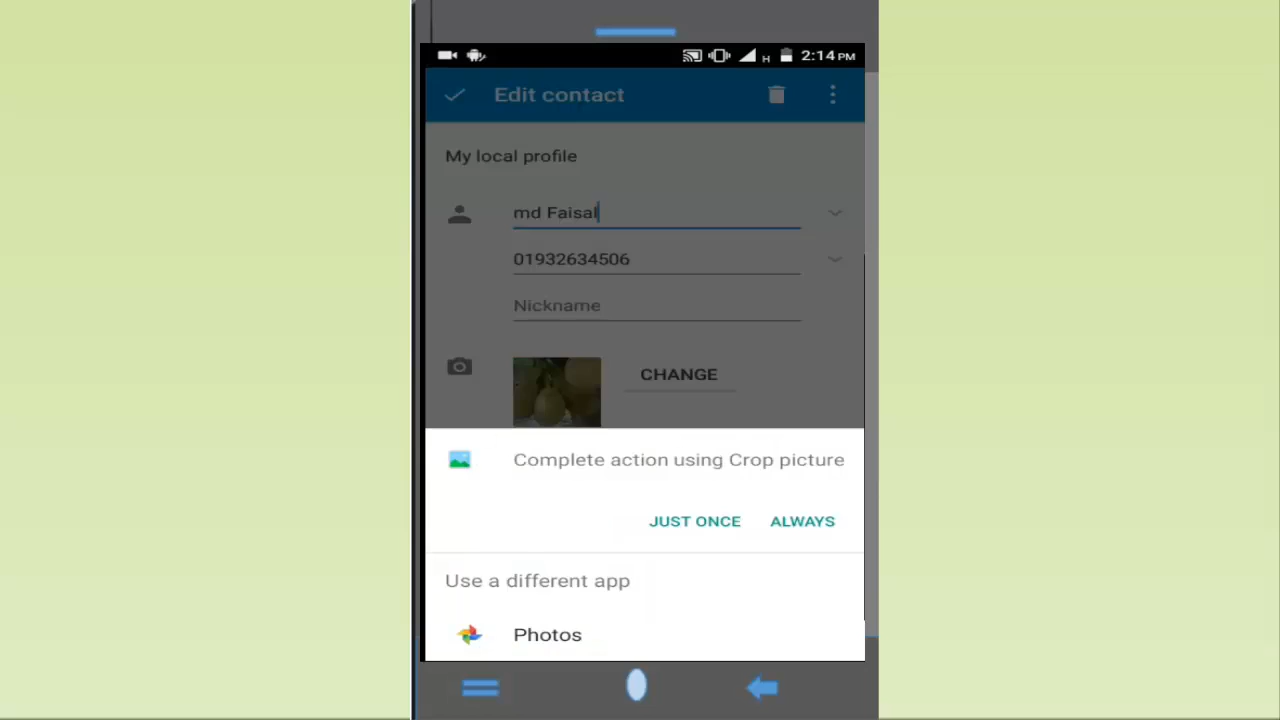 H 2:14 PM
Edit contact
My local profile
md Faisal
01932634506
Nickname
CHANGE
Complete action using Crop picture
JUST ONCE ALWAYS
Use a different app
Photos